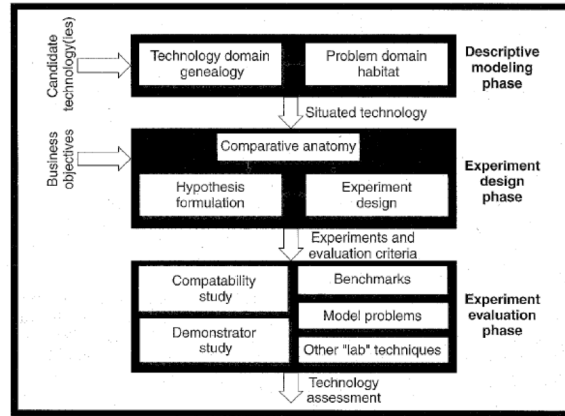 Candidate
technology(ies)
Technology domain
genealogy
Problem domain
habitat
Descriptive
modeling
phase
Situated technology
Business
objectives
Comparative anatomy
Hypothesis
formulation
Experiment
design
Experiment
design
phase
Experiments and
evaluation criteria
Compatability
study
Demonstrator
study
Benchmarks
Model problems
Other "lab" techniques
Experiment
evaluation
phase
Technology
assessment